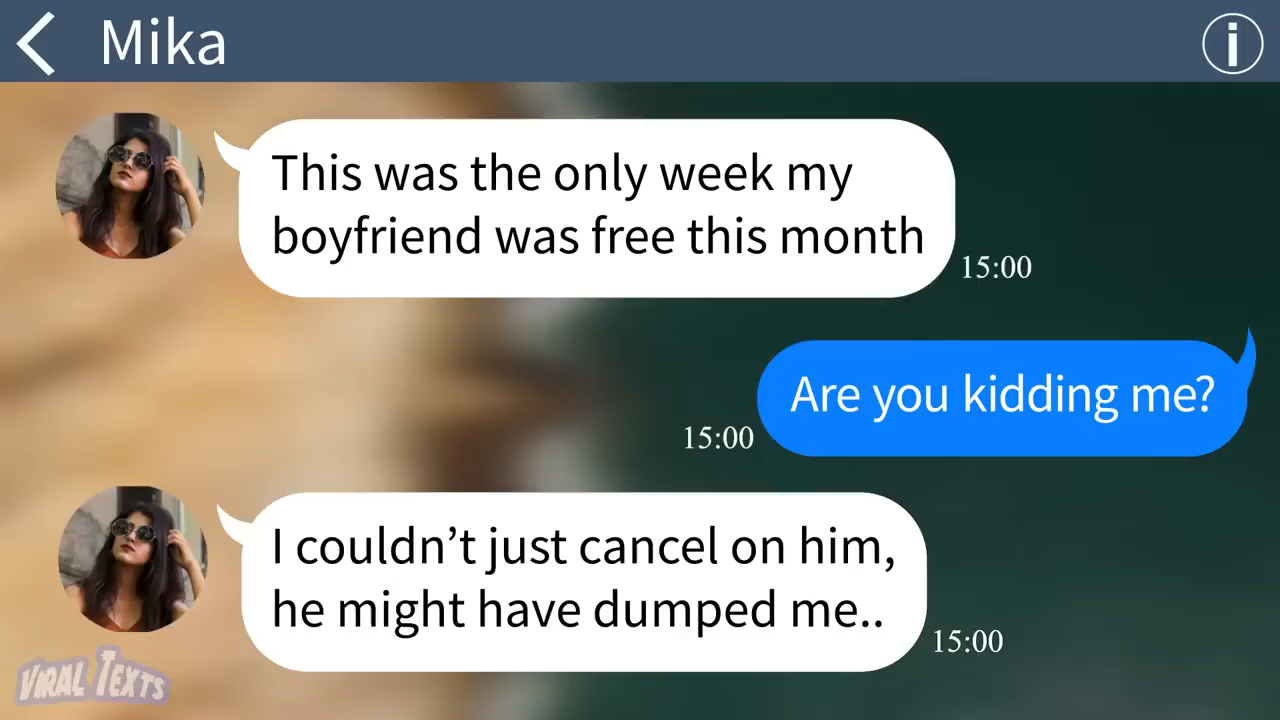 Mika
This was the only week my
boyfriend was free this month
15:00
Are you kidding me?
15:00
I couldn’t just cancel on him,
he might have dumped me..
15:00
VIRAL TEXTS